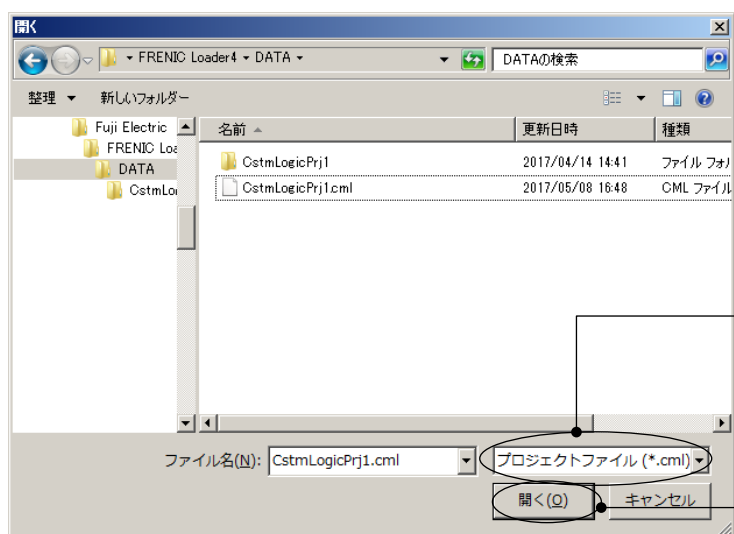 開く
FRENIC Loader4 DATA
DATAの検索
整理 新しいフォルダー
Fuji Electric
FRENIC Loa
DATA
CstmLo
名前 更新日時 種類
CstmLogicPrj1 2017/04/14 14:41 ファイル フォ
CstmLogicPrj1.cml 2017/05/08 16:48 CML ファイル
ファイル名(N): CstmLogicPrj1.cml プロジェクトファイル (*.cml)
開く(O) キャンセル